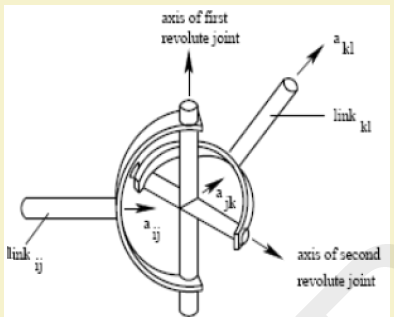 axis of first
revolute joint
a kl
link kl
a jk
a ij
link ij
axis of second
revolute joint